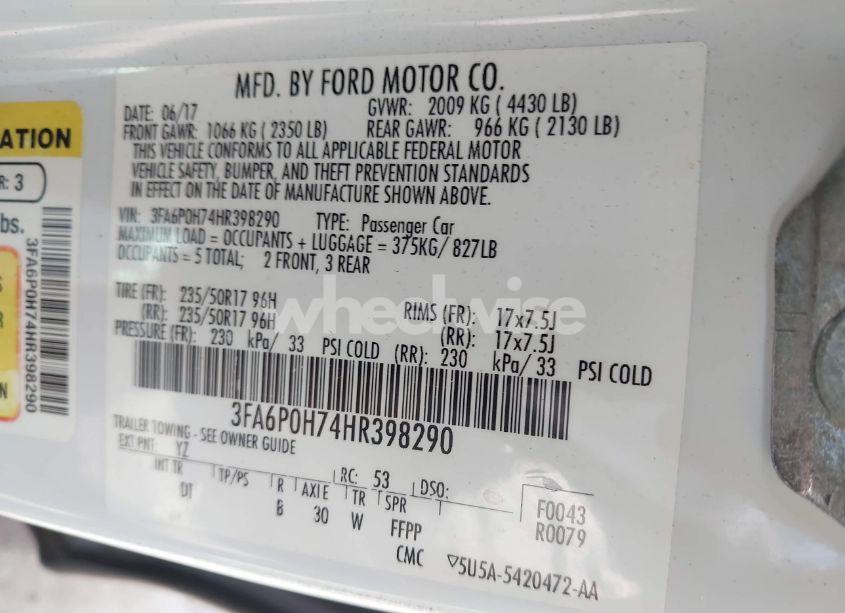 MFD. BY FORD MOTOR CO.
DATE: 06/17 GVWR: 2009 KG ( 4430 LB)
FRONT GAWR: 1066 KG ( 2350 LB) REAR GAWR: 966 KG ( 2130 LB)
THIS VEHICLE CONFORMS TO ALL APPLICABLE FEDERAL MOTOR
VEHICLE SAFETY, BUMPER, AND THEFT PREVENTION STANDARDS
IN EFFECT ON THE DATE OF MANUFACTURE SHOWN ABOVE.
VIN: 3FA6P0H74HR398290 TYPE: Passenger Car
MAXIMUM LOAD = OCCUPANTS + LUGGAGE = 375KG/ 827LB
OCCUPANTS = 5 TOTAL; 2 FRONT, 3 REAR
TIRE (FR): 235/50R17 96H RIMS (FR): 17x7.5J
(RR): 235/50R17 96H (RR): 17x7.5J
PRESSURE (FR): 230 kPa/ 33 PSI COLD (RR): 230 kPa/ 33 PSI COLD
3FA6P0H74HR398290
TRAILER TOWING - SEE OWNER GUIDE
EXT PNT: YZ RC: 53 DSO:
INT TR TP/PS R AXLE TR SPR F0043
DT B 30 W FFPP R0079
CMC ▽5U5A-5420472-AA
ATION
R: 3
bs.
3FA6P0H74HR398290
S
R
N
wheelwise